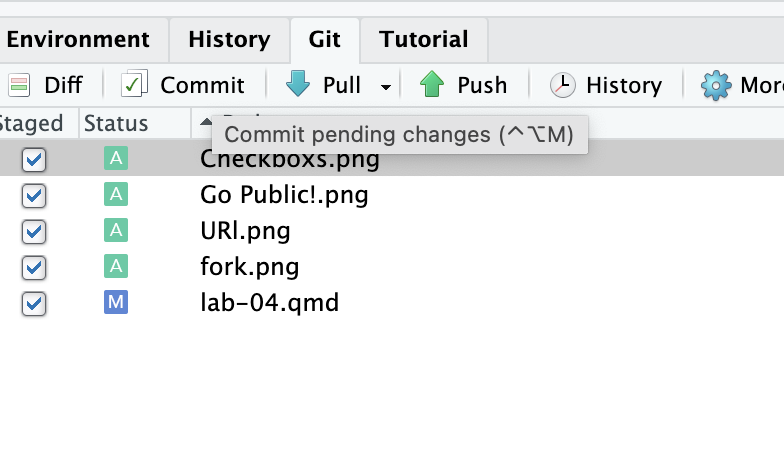 Environment History Git Tutorial
Diff Commit Pull Push History Mor
Staged Status
Commit pending changes (^⌥M)
A Checkboxs.png
A Go Public!.png
A URl.png
A fork.png
M lab-04.qmd